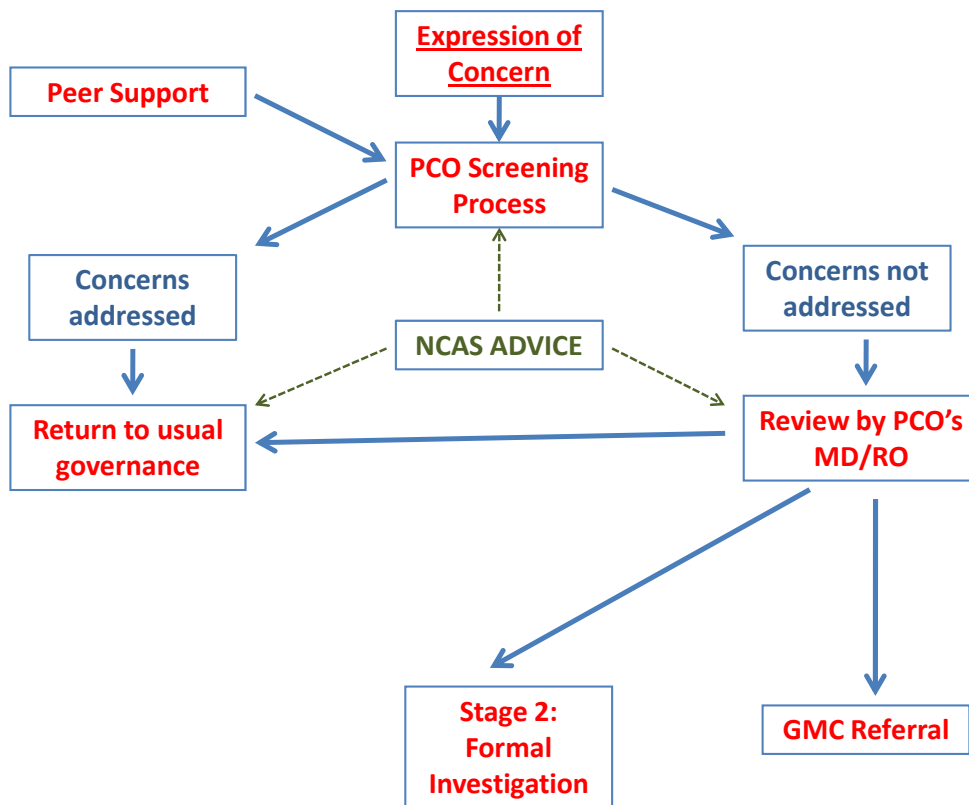 Expression of
Concern
Peer Support
PCO Screening
Process
Concerns
addressed
Concerns not
addressed
NCAS ADVICE
Return to usual
governance
Review by PCO’s
MD/RO
Stage 2:
Formal
Investigation
GMC Referral